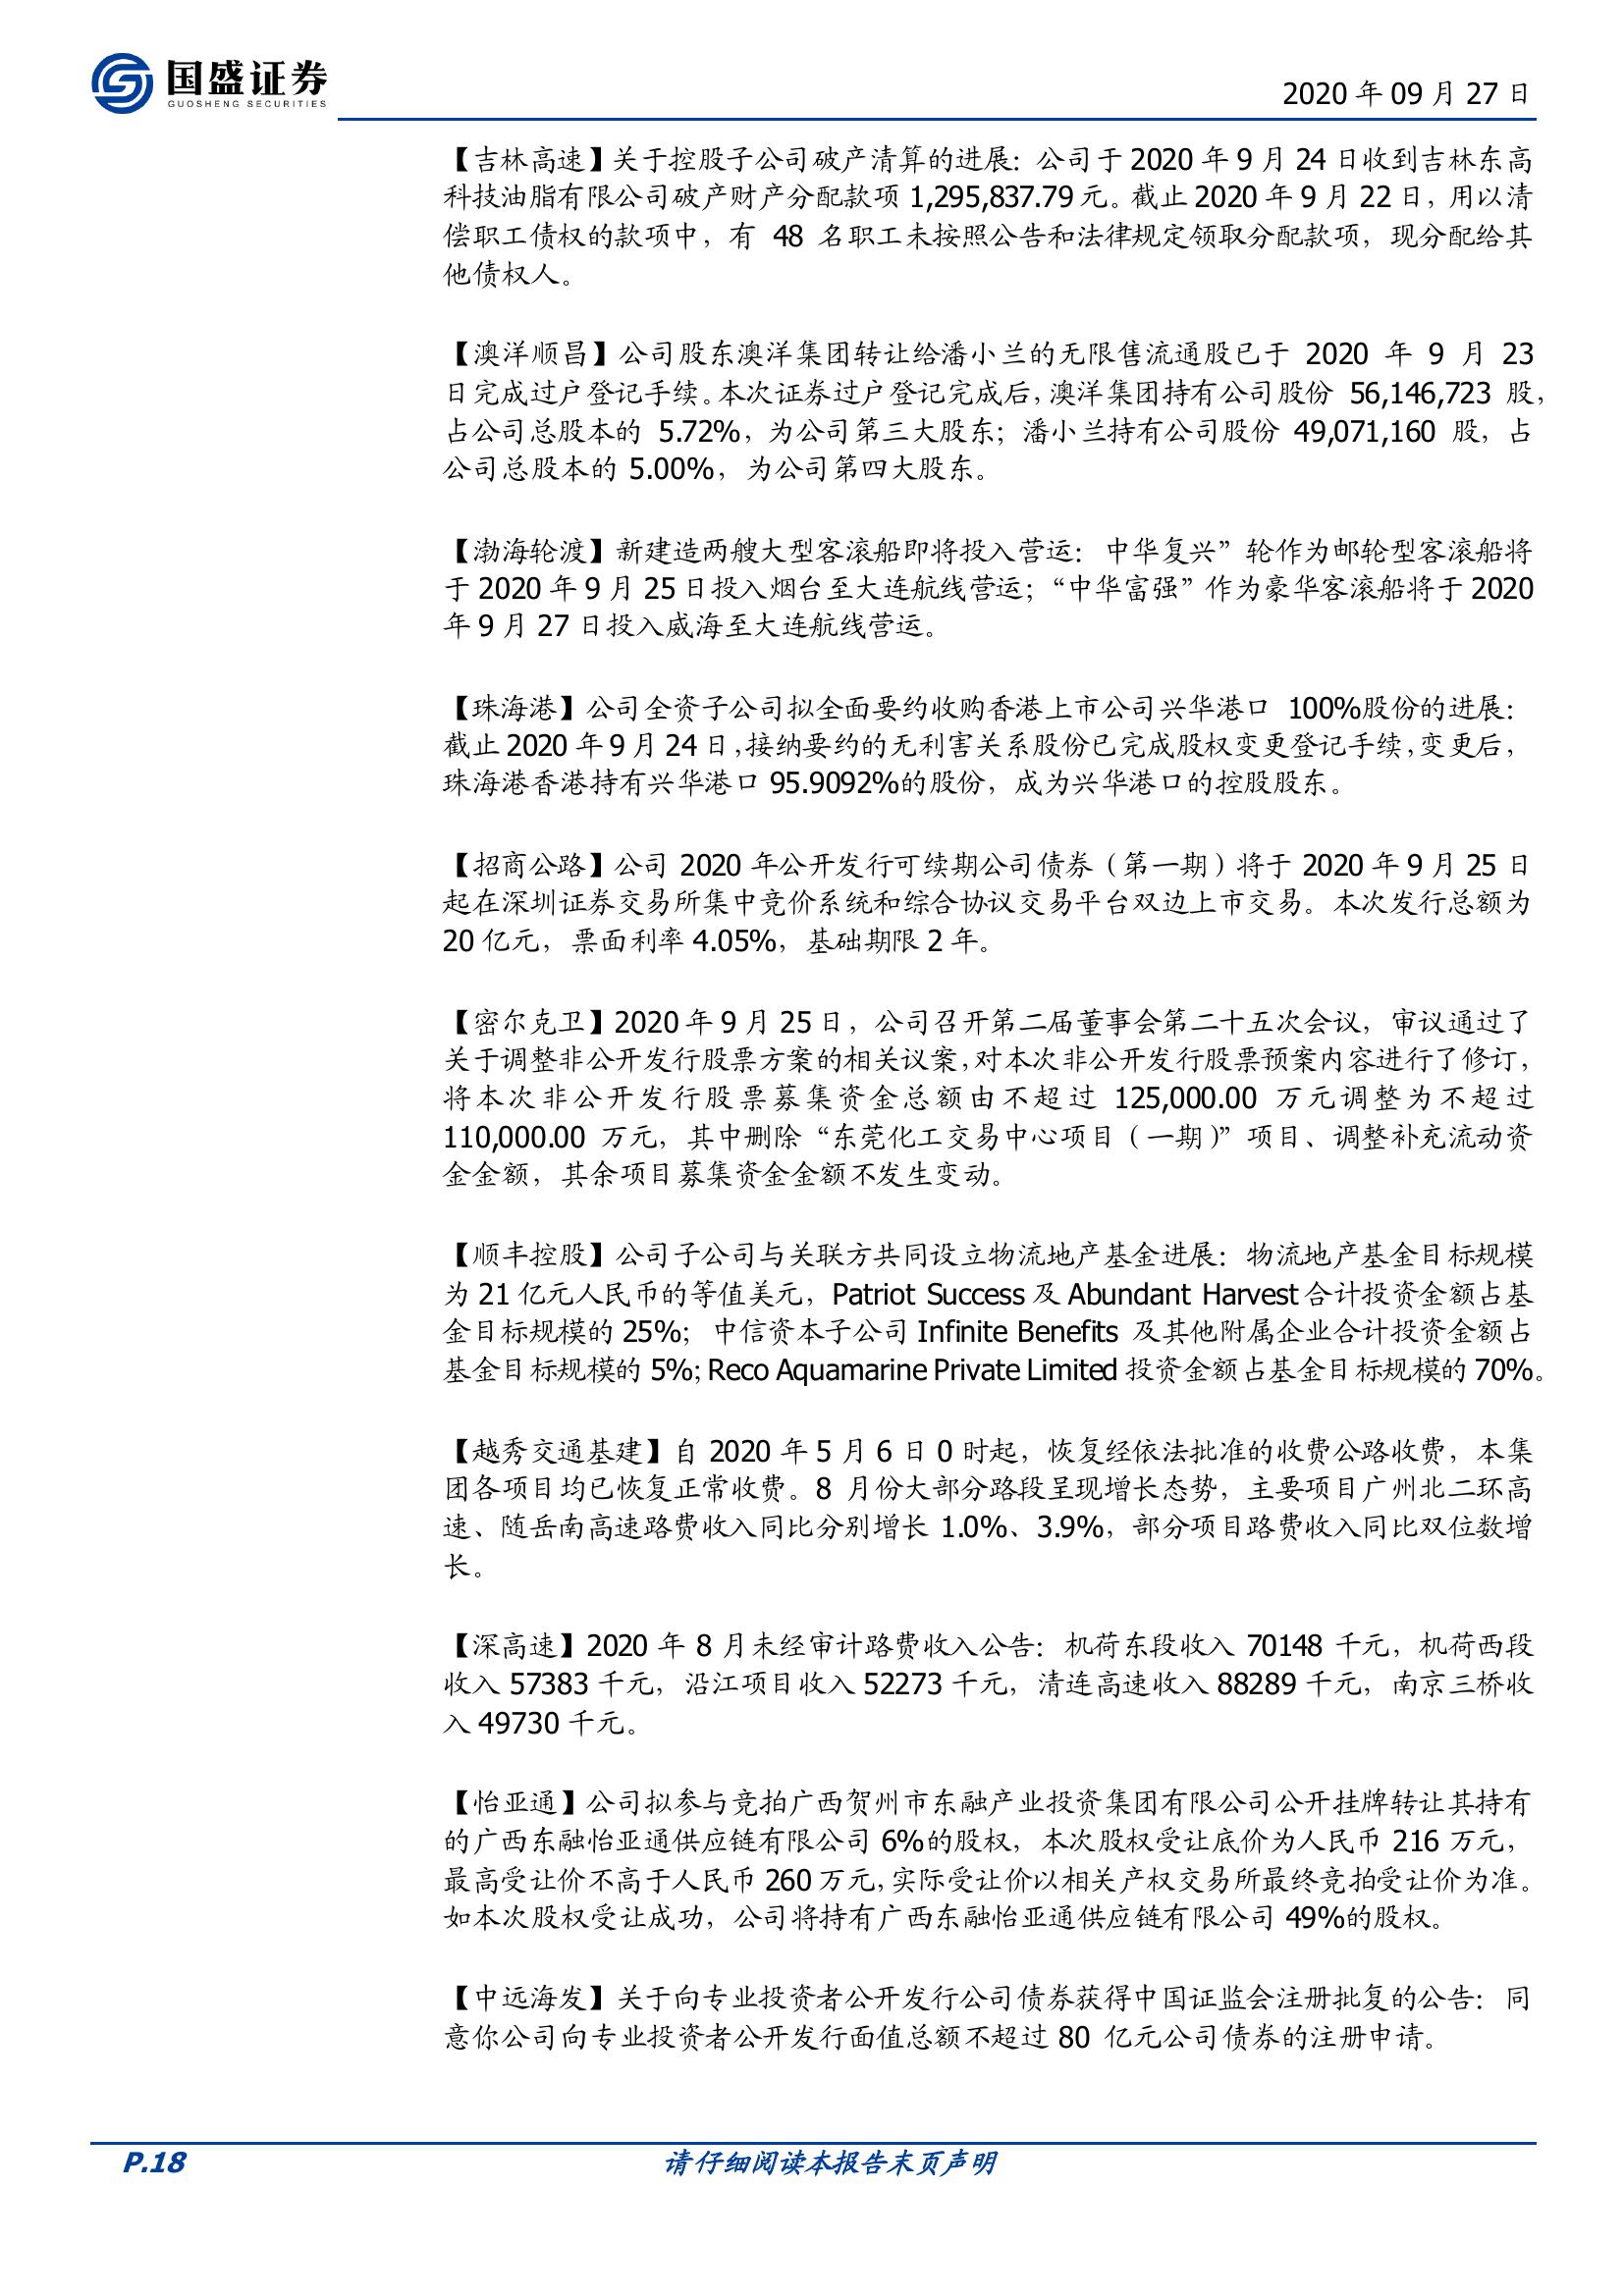 国盛证券
GUOSHENG SECURITIES
2020 年 09 月 27 日
【吉林高速】关于控股子公司破产清算的进展：公司于 2020 年 9 月 24 日收到吉林东高
科技油脂有限公司破产财产分配款项 1,295,837.79 元。截止 2020 年 9 月 22 日，用以清
偿职工债权的款项中，有 48 名职工未按照公告和法律规定领取分配款项，现分配给其
他债权人。
【澳洋顺昌】公司股东澳洋集团转让给潘小兰的无限售流通股已于 2020 年 9 月 23
日完成过户登记手续。本次证券过户登记完成后，澳洋集团持有公司股份 56,146,723 股，
占公司总股本的 5.72%，为公司第三大股东；潘小兰持有公司股份 49,071,160 股，占
公司总股本的 5.00%，为公司第四大股东。
【渤海轮渡】新建造两艘大型客滚船即将投入营运：中华复兴”轮作为邮轮型客滚船将
于 2020 年 9 月 25 日投入烟台至大连航线营运；“中华富强”作为豪华客滚船将于 2020
年 9 月 27 日投入威海至大连航线营运。
【珠海港】公司全资子公司拟全面要约收购香港上市公司兴华港口 100%股份的进展：
截止 2020 年 9 月 24 日，接纳要约的无利害关系股份已完成股权变更登记手续，变更后，
珠海港香港持有兴华港口 95.9092%的股份，成为兴华港口的控股股东。
【招商公路】公司 2020 年公开发行可续期公司债券（第一期）将于 2020 年 9 月 25 日
起在深圳证券交易所集中竞价系统和综合协议交易平台双边上市交易。本次发行总额为
20 亿元，票面利率 4.05%，基础期限 2 年。
【密尔克卫】2020 年 9 月 25 日，公司召开第二届董事会第二十五次会议，审议通过了
关于调整非公开发行股票方案的相关议案，对本次非公开发行股票预案内容进行了修订，
将本次非公开发行股票募集资金总额由不超过 125,000.00 万元调整为不超过
110,000.00 万元，其中删除“东莞化工交易中心项目（一期）”项目、调整补充流动资
金金额，其余项目募集资金金额不发生变动。
【顺丰控股】公司子公司与关联方共同设立物流地产基金进展：物流地产基金目标规模
为 21 亿元人民币的等值美元，Patriot Success 及 Abundant Harvest 合计投资金额占基
金目标规模的 25%；中信资本子公司 Infinite Benefits 及其他附属企业合计投资金额占
基金目标规模的 5%；Reco Aquamarine Private Limited 投资金额占基金目标规模的 70%。
【越秀交通基建】自 2020 年 5 月 6 日 0 时起，恢复经依法批准的收费公路收费，本集
团各项目均已恢复正常收费。8 月份大部分路段呈现增长态势，主要项目广州北二环高
速、随岳南高速路费收入同比分别增长 1.0%、3.9%，部分项目路费收入同比双位数增
长。
【深高速】2020 年 8 月未经审计路费收入公告：机荷东段收入 70148 千元，机荷西段
收入 57383 千元，沿江项目收入 52273 千元，清连高速收入 88289 千元，南京三桥收
入 49730 千元。
【怡亚通】公司拟参与竞拍广西贺州市东融产业投资集团有限公司公开挂牌转让其持有
的广西东融怡亚通供应链有限公司 6%的股权，本次股权受让底价为人民币 216 万元，
最高受让价不高于人民币 260 万元，实际受让价以相关产权交易所最终竞拍受让价为准。
如本次股权受让成功，公司将持有广西东融怡亚通供应链有限公司 49%的股权。
【中远海发】关于向专业投资者公开发行公司债券获得中国证监会注册批复的公告：同
意你公司向专业投资者公开发行面值总额不超过 80 亿元公司债券的注册申请。
P.18
请仔细阅读本报告末页声明